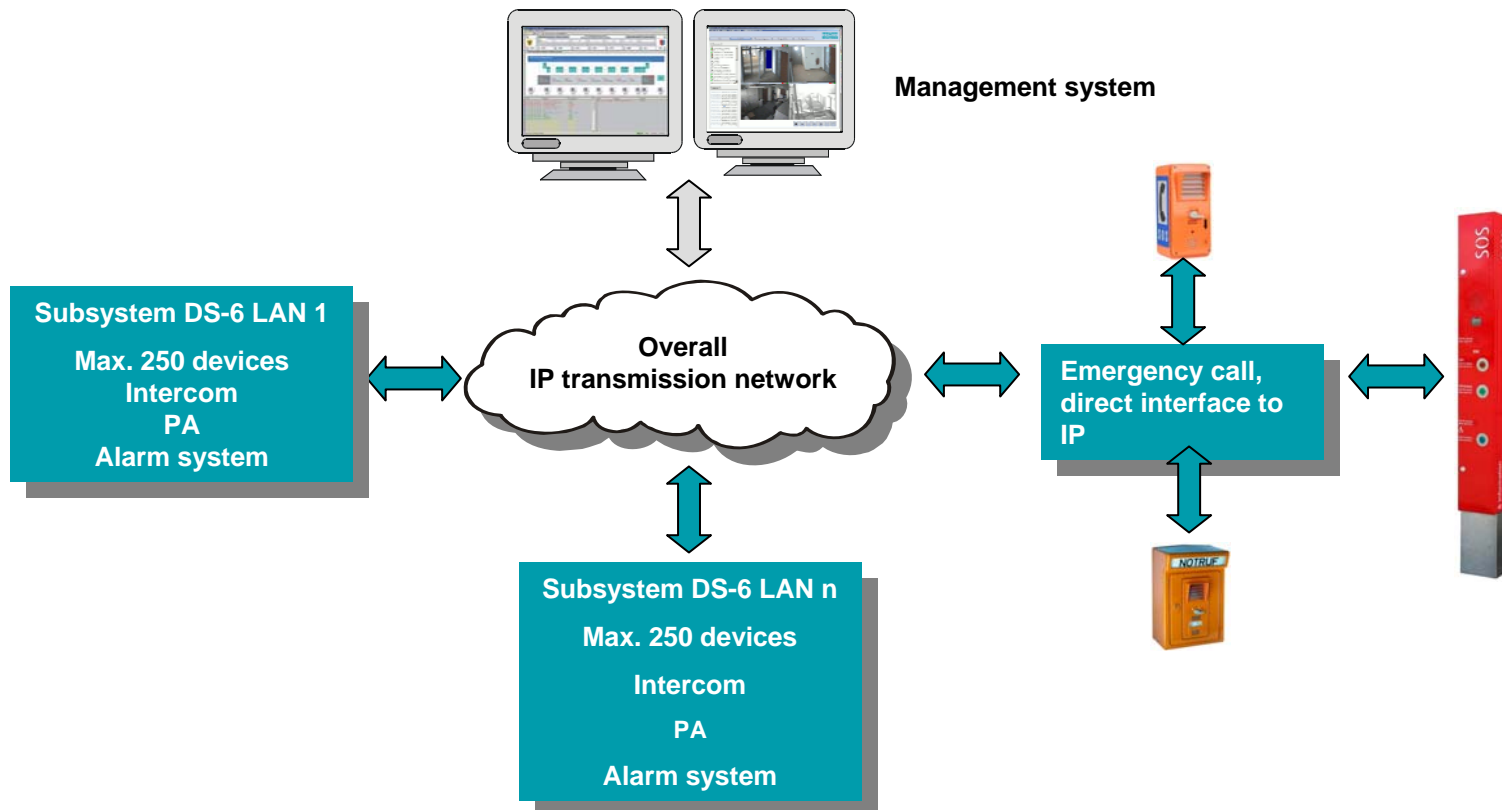 Management system
Subsystem DS-6 LAN 1
Max. 250 devices
Intercom
PA
Alarm system
Overall
IP transmission network
Emergency call,
direct interface to
IP
SOS
SOS
NOTRUF
Subsystem DS-6 LAN n
Max. 250 devices
Intercom
PA
Alarm system